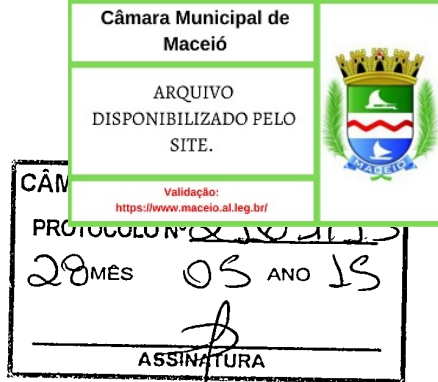 Câmara Municipal de
Maceió
ARQUIVO
DISPONIBILIZADO PELO
SITE.
Validação:
https://www.maceio.al.leg.br/
MACEIÓ
CÂM
PROTOCOLO Nº
28 MÊS 05 ANO 15
ASSINATURA